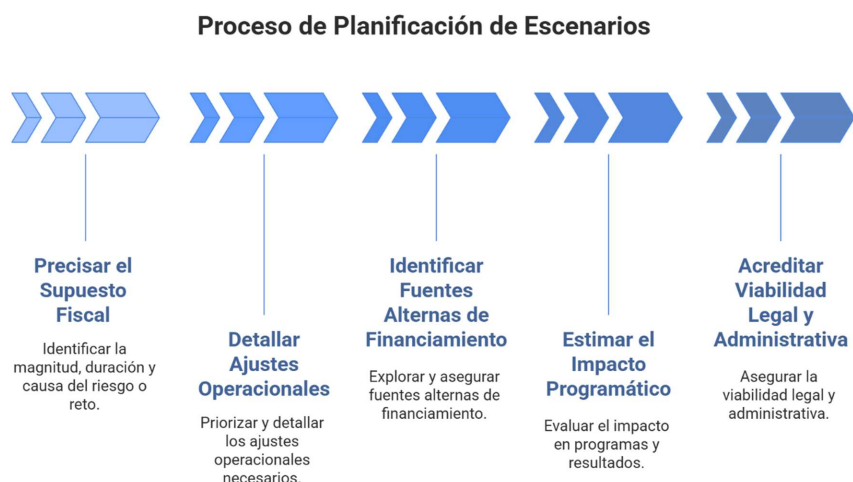 Proceso de Planificación de Escenarios
Precisar el
Supuesto
Fiscal
Identificar la
magnitud, duración y
causa del riesgo o
reto.
Detallar
Ajustes
Operacionales
Priorizar y detallar
los ajustes
operacionales
necesarios.
Identificar
Fuentes
Alternas de
Financiamiento
Explorar y asegurar
fuentes alternas de
financiamiento.
Estimar el
Impacto
Programático
Evaluar el impacto
en programas y
resultados.
Acreditar
Viabilidad
Legal y
Administrativa
Asegurar la
viabilidad legal y
administrativa.